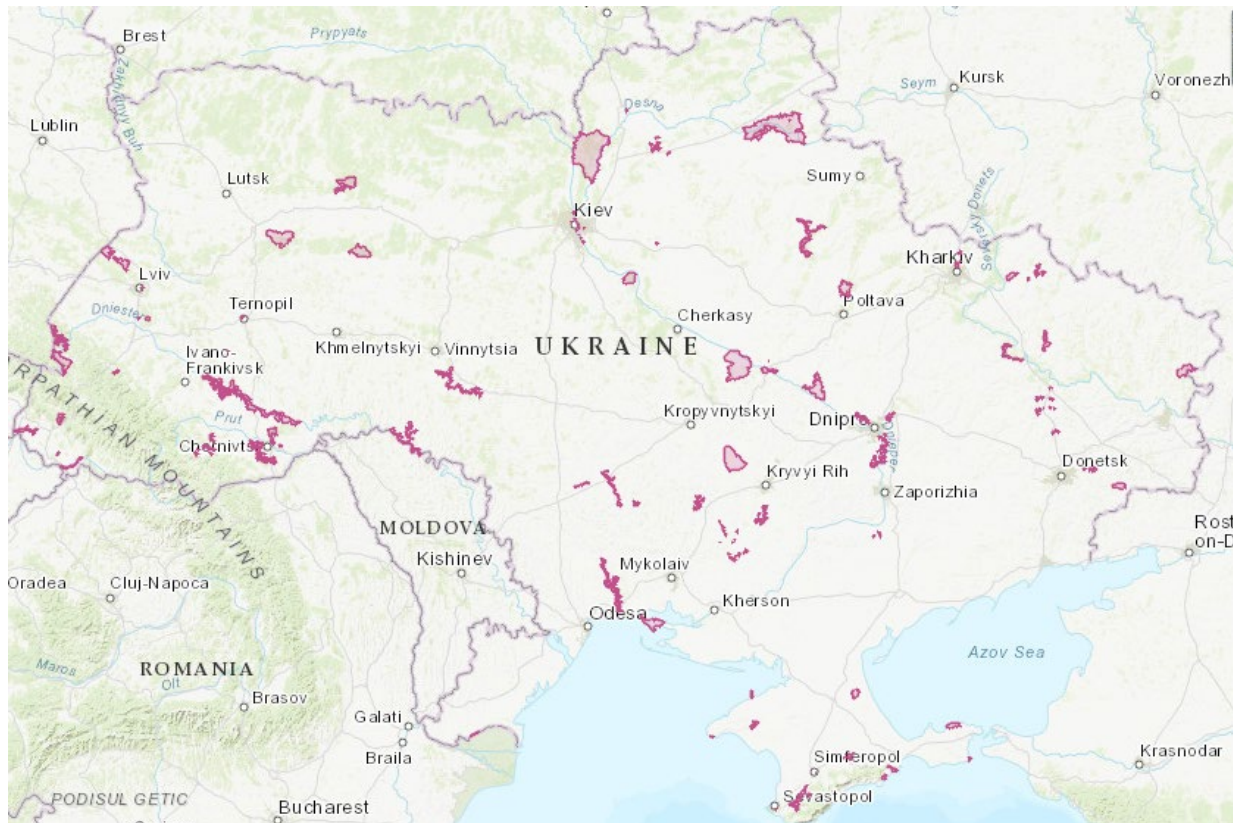 Brest
Prypyats
Desna
Seym
Kursk
Voronezh
Lublin
Lutsk
Sumy
Kiev
Kharkiv
Lviv
Dniester
Ternopil
Poltava
Cherkasy
Khmelnytskyi
Vinnytsia
UKRAINE
Ivano-
Frankivsk
Prut
Kropyvnytskyi
Dnipro
Dnieper
RPATHIAN MOUNTAINS
Donetsk
Kryvyi Rih
Zaporizhia
MOLDOVA
Kishinev
Rost
on-D
Mykolaiv
Oradea
Cluj-Napoca
Kherson
Odesa
Azov Sea
Maros
ROMANIA
Olt
Brasov
Galati
Braila
Simferopol
Krasnodar
PODISUL GETIC
Bucharest
Sevastopol